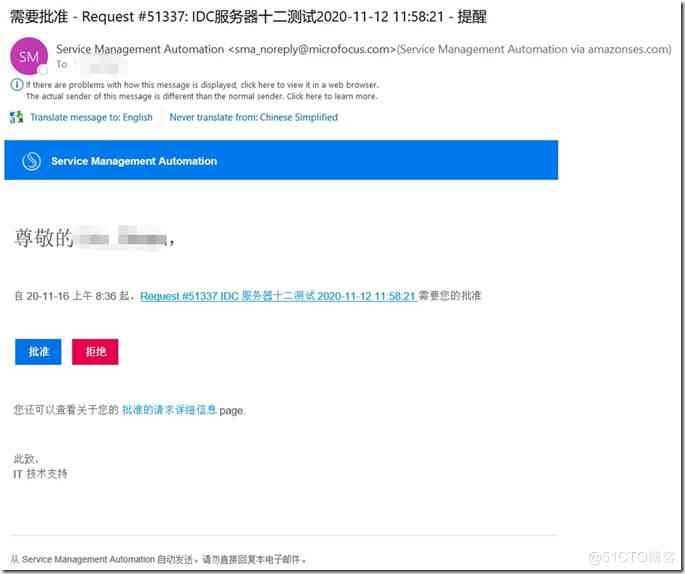 需要批准 - Request #51337: IDC服务器十二测试2020-11-12 11:58:21 - 提醒
SM
Service Management Automation <sma_noreply@microfocus.com>(Service Management Automation via amazonses.com)
To
If there are problems with how this message is displayed, click here to view it in a web browser.
The actual sender of this message is different than the normal sender. Click here to learn more.
Translate message to: English Never translate from: Chinese Simplified
Service Management Automation
尊敬的 ,
自 20-11-16 上午 8:36 起，Request #51337 IDC 服务器十二测试 2020-11-12 11:58:21 需要您的批准
批准 拒绝
您还可以查看关于您的 批准的请求详细信息 page.
此致,
IT 技术支持
从 Service Management Automation 自动发送。请勿直接回复本电子邮件。
@51CTO博客